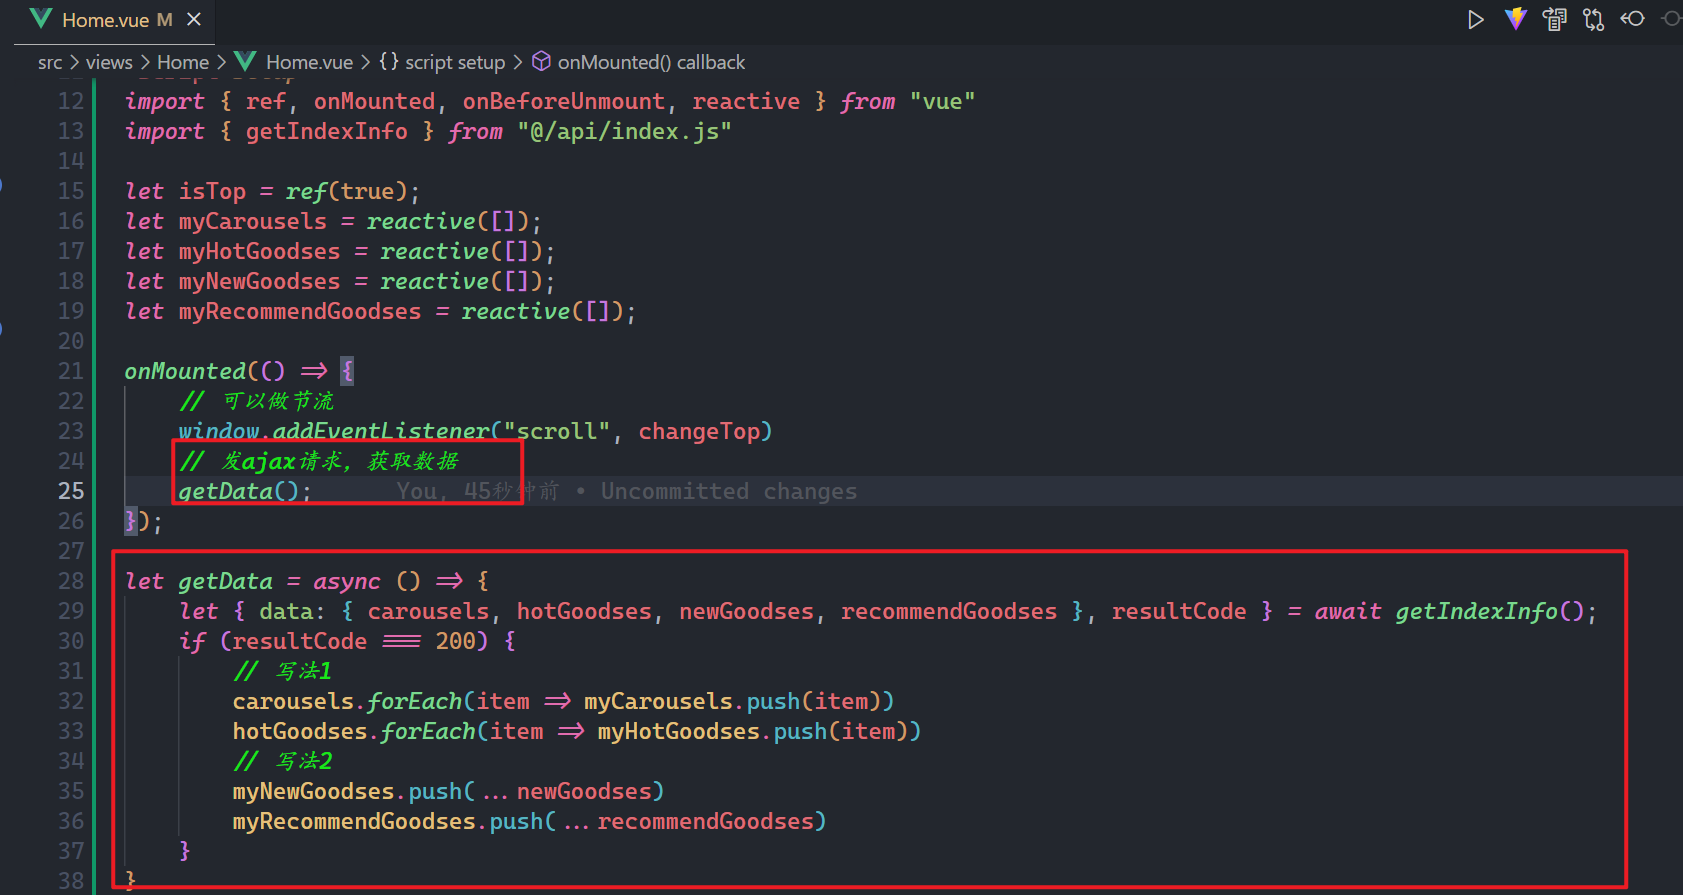 Home.vue M
src > views > Home > Home.vue > {} script setup > onMounted() callback
12 import { ref, onMounted, onBeforeUnmount, reactive } from "vue"
13 import { getIndexInfo } from "@/api/index.js"
14
15 let isTop = ref(true);
16 let myCarousels = reactive([]);
17 let myHotGoodses = reactive([]);
18 let myNewGoodses = reactive([]);
19 let myRecommendGoodses = reactive([]);
20
21 onMounted(() => {
22 // 可以做节流
23 window.addEventListener("scroll", changeTop)
24 // 发ajax请求，获取数据
25 getData(); You, 45秒钟前 • Uncommitted changes
26 });
27
28 let getData = async () => {
29 let { data: { carousels, hotGoodses, newGoodses, recommendGoodses }, resultCode } = await getIndexInfo();
30 if (resultCode === 200) {
31 // 写法1
32 carousels.forEach(item => myCarousels.push(item))
33 hotGoodses.forEach(item => myHotGoodses.push(item))
34 // 写法2
35 myNewGoodses.push(...newGoodses)
36 myRecommendGoodses.push(...recommendGoodses)
37 }
38 }